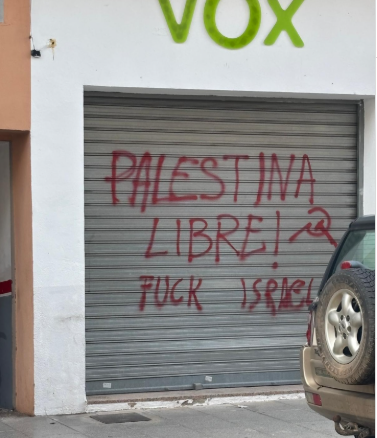 VOX
PALESTINA
LIBRE!
FUCK ISRAEL